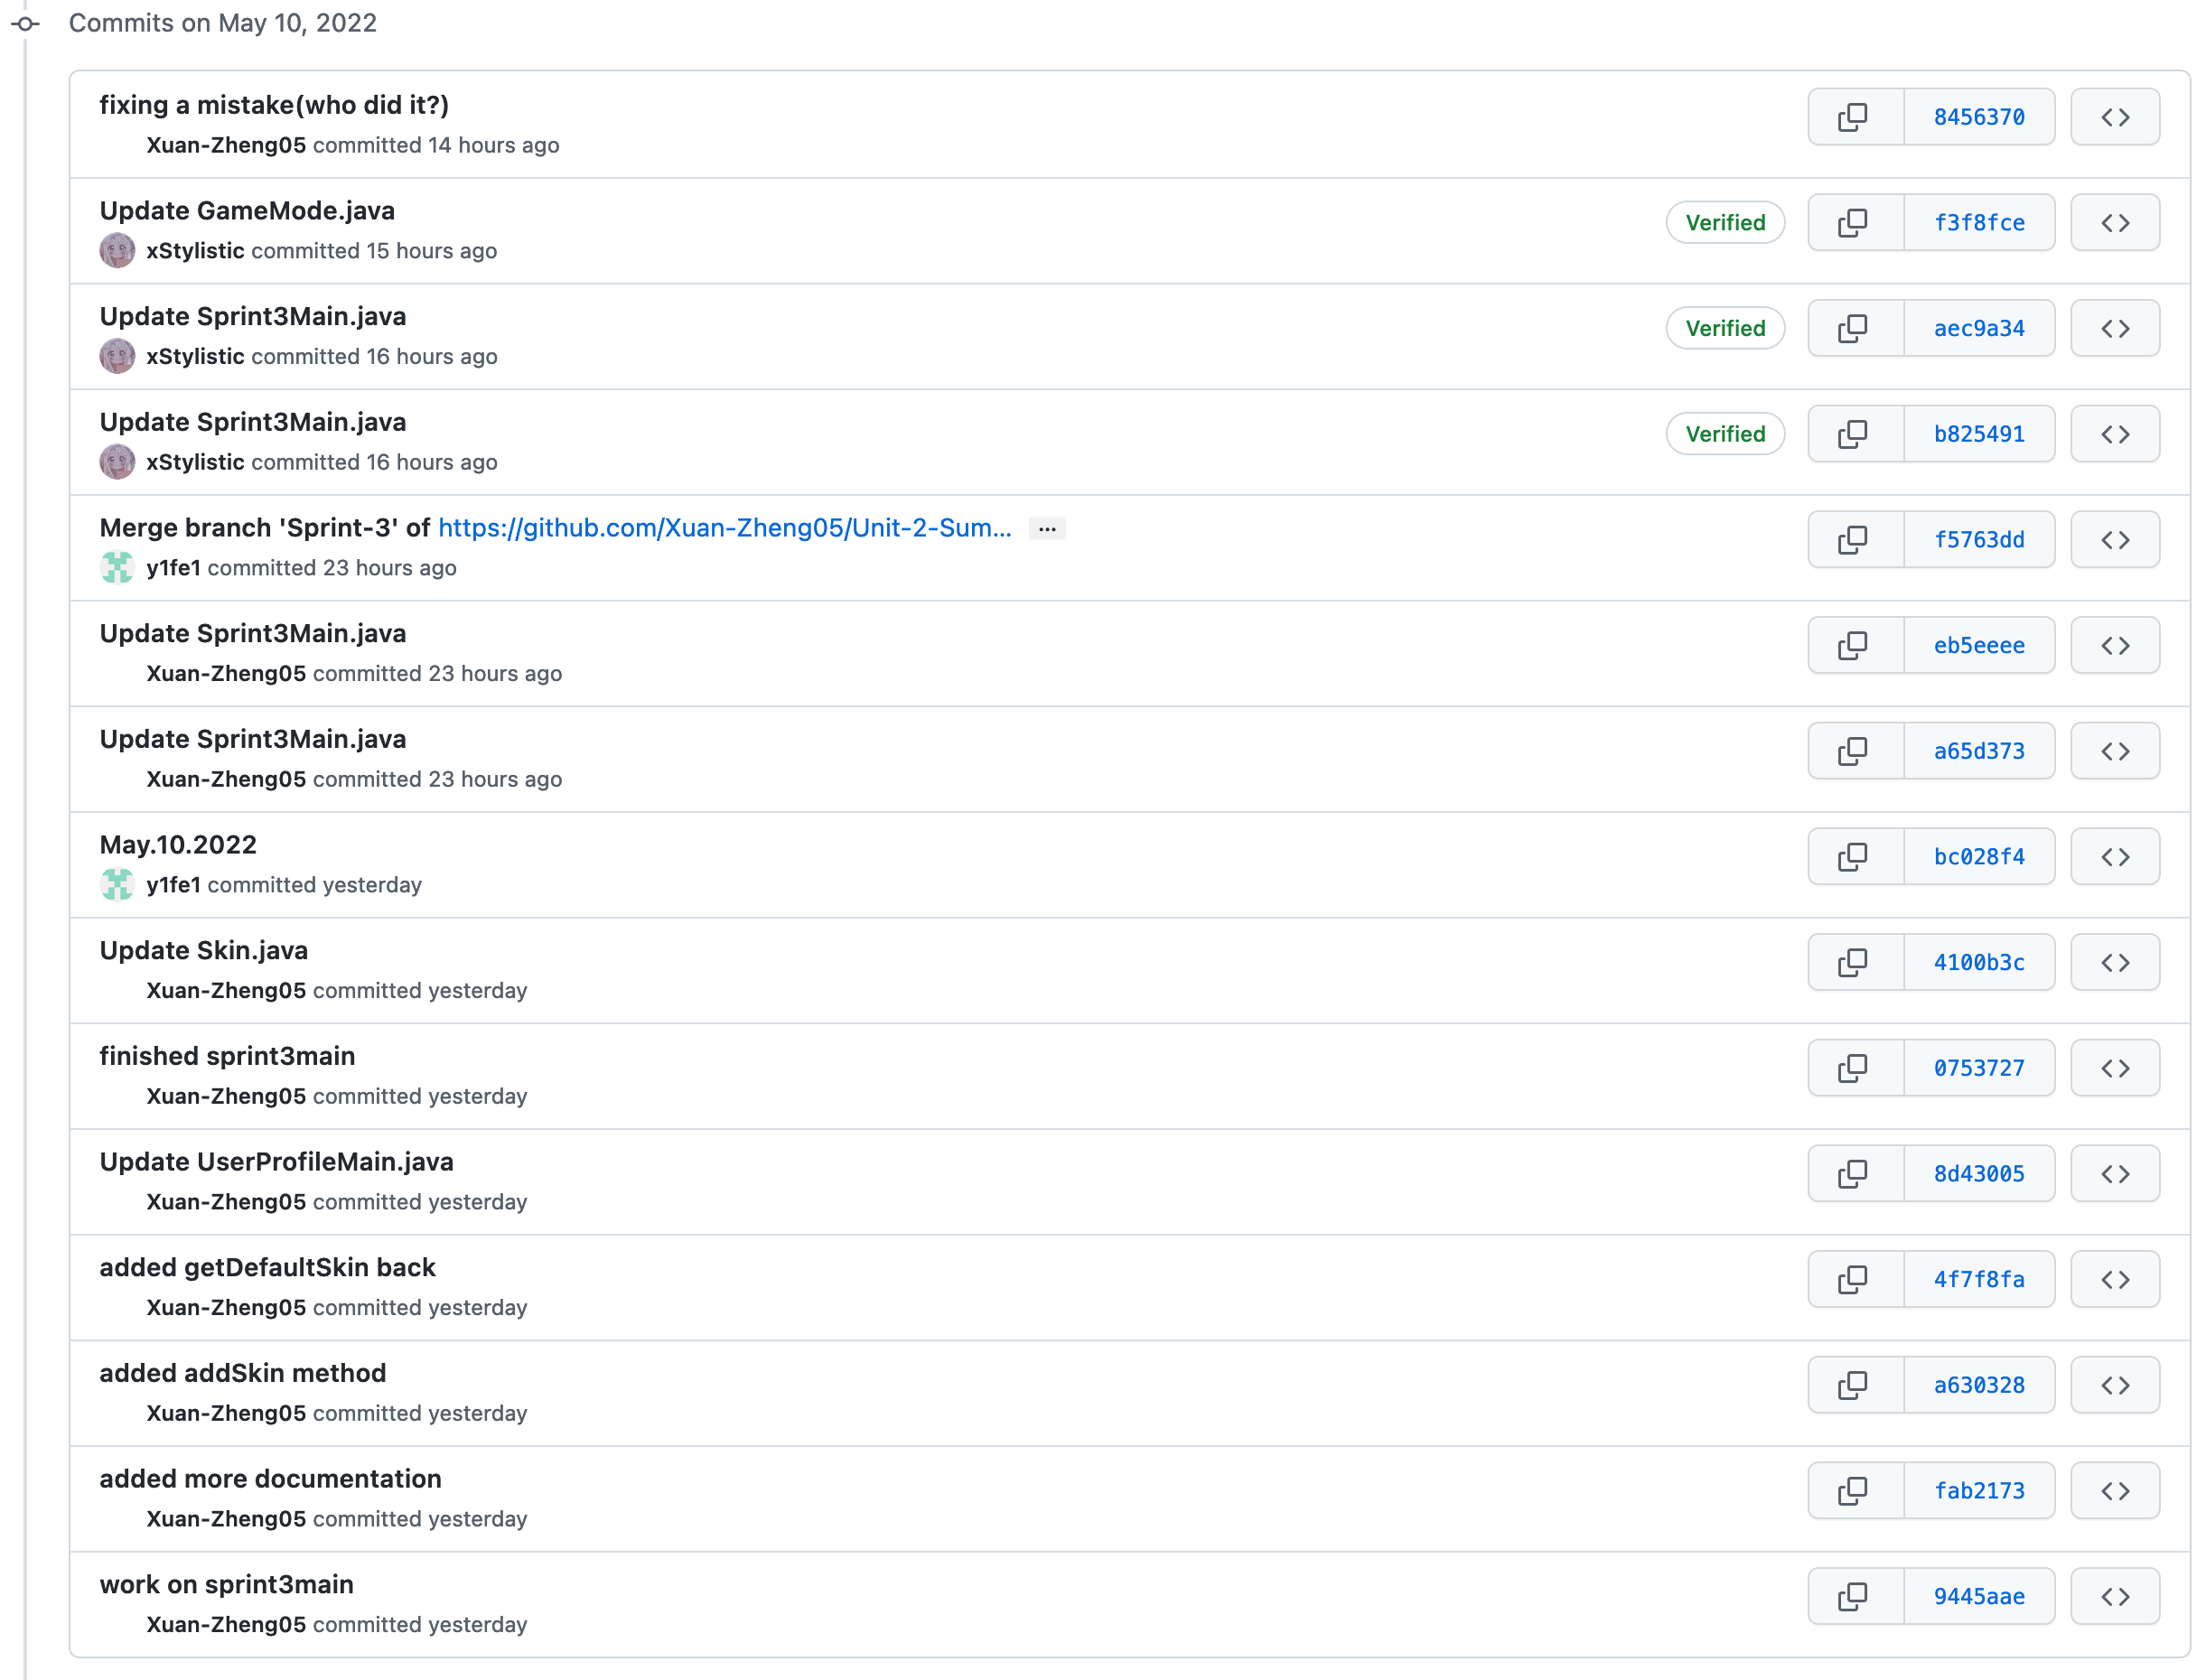 Commits on May 10, 2022
fixing a mistake(who did it?)
8456370
Xuan-Zheng05 committed 14 hours ago
Update GameMode.java
Verified
f3f8fce
xStylistic committed 15 hours ago
Update Sprint3Main.java
Verified
aec9a34
xStylistic committed 16 hours ago
Update Sprint3Main.java
Verified
b825491
xStylistic committed 16 hours ago
Merge branch 'Sprint-3' of https://github.com/Xuan-Zheng05/Unit-2-Sum... ...
f5763dd
y1fe1 committed 23 hours ago
Update Sprint3Main.java
eb5eeee
Xuan-Zheng05 committed 23 hours ago
Update Sprint3Main.java
a65d373
Xuan-Zheng05 committed 23 hours ago
May.10.2022
bc028f4
y1fe1 committed yesterday
Update Skin.java
4100b3c
Xuan-Zheng05 committed yesterday
finished sprint3main
0753727
Xuan-Zheng05 committed yesterday
Update UserProfileMain.java
8d43005
Xuan-Zheng05 committed yesterday
added getDefaultSkin back
4f7f8fa
Xuan-Zheng05 committed yesterday
added addSkin method
a630328
Xuan-Zheng05 committed yesterday
added more documentation
fab2173
Xuan-Zheng05 committed yesterday
work on sprint3main
9445aae
Xuan-Zheng05 committed yesterday